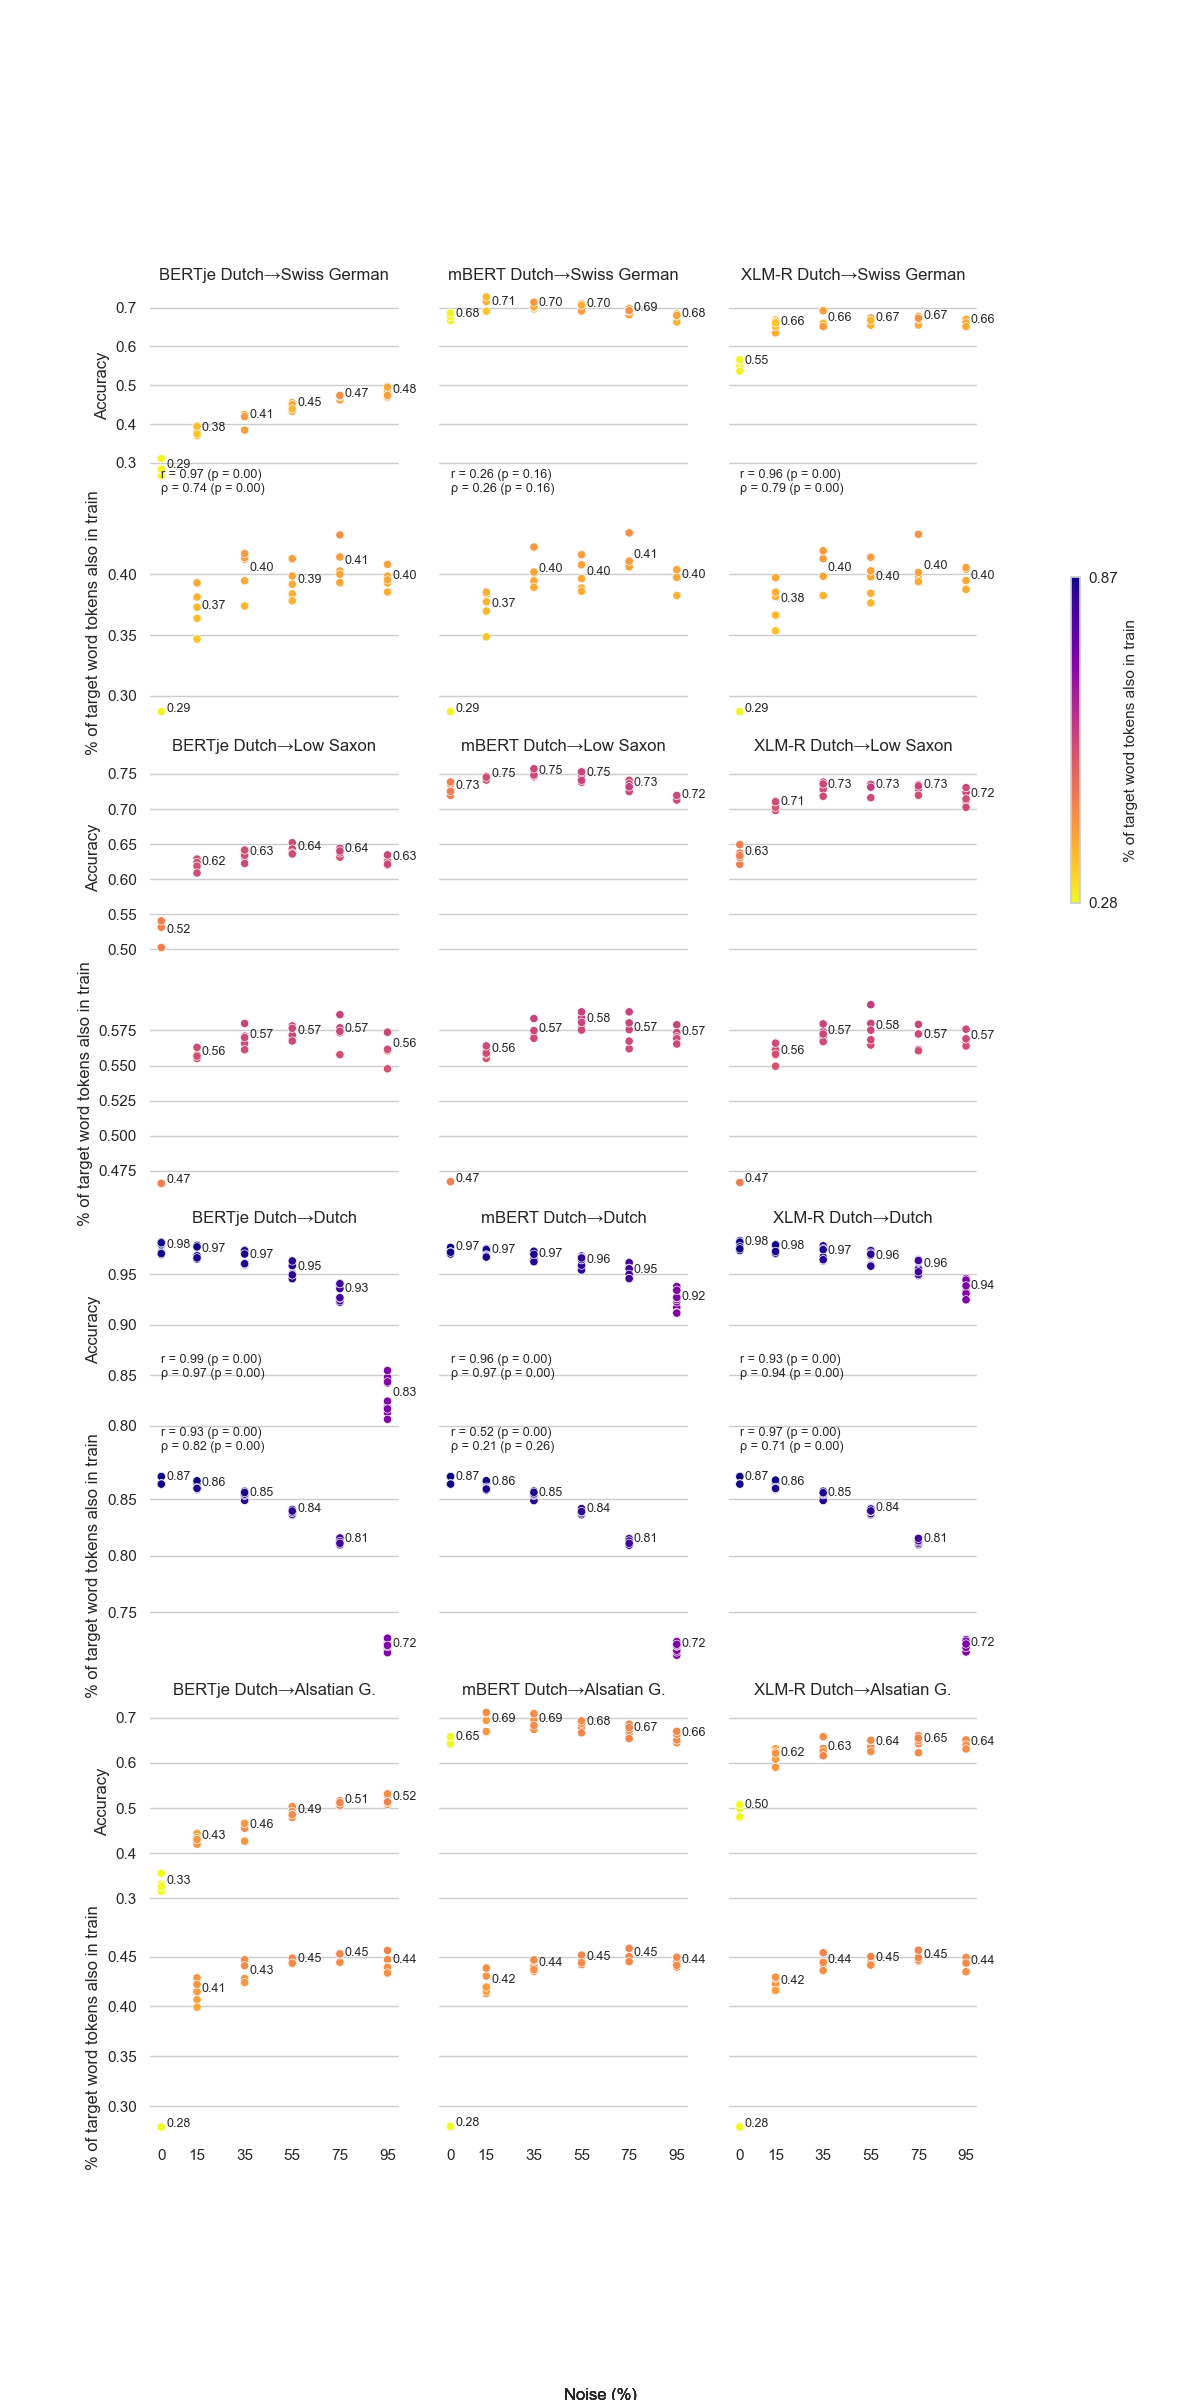 BERTje Dutch→Swiss German mBERT Dutch→Swiss German XLM-R Dutch→Swiss German
Accuracy
0.7
0.6
0.5
0.4
0.3
0.29 0.38 0.41 0.45 0.47 0.48
0.68 0.71 0.70 0.70 0.69 0.68
0.55 0.66 0.66 0.67 0.67 0.66
r = 0.97 (p = 0.00)
ρ = 0.74 (p = 0.00)
r = 0.26 (p = 0.16)
ρ = 0.26 (p = 0.16)
r = 0.96 (p = 0.00)
ρ = 0.79 (p = 0.00)
% of target word tokens also in train
0.40
0.35
0.30
0.29 0.37 0.40 0.39 0.41 0.40
0.29 0.37 0.40 0.40 0.41 0.40
0.29 0.38 0.40 0.40 0.40 0.40
0.87
% of target word tokens also in train
0.28
BERTje Dutch→Low Saxon mBERT Dutch→Low Saxon XLM-R Dutch→Low Saxon
Accuracy
0.75
0.70
0.65
0.60
0.55
0.50
0.52 0.62 0.63 0.64 0.64 0.63
0.73 0.75 0.75 0.75 0.73 0.72
0.63 0.71 0.73 0.73 0.73 0.72
% of target word tokens also in train
0.575
0.550
0.525
0.500
0.475
0.47 0.56 0.57 0.57 0.57 0.56
0.47 0.56 0.57 0.58 0.57 0.57
0.47 0.56 0.57 0.58 0.57 0.57
BERTje Dutch→Dutch mBERT Dutch→Dutch XLM-R Dutch→Dutch
Accuracy
0.95
0.90
0.85
0.80
0.98 0.97 0.97 0.95 0.93 0.83
0.97 0.97 0.97 0.96 0.95 0.92
0.98 0.98 0.97 0.96 0.96 0.94
r = 0.99 (p = 0.00)
ρ = 0.97 (p = 0.00)
r = 0.96 (p = 0.00)
ρ = 0.97 (p = 0.00)
r = 0.93 (p = 0.00)
ρ = 0.94 (p = 0.00)
r = 0.93 (p = 0.00)
ρ = 0.82 (p = 0.00)
r = 0.52 (p = 0.00)
ρ = 0.21 (p = 0.26)
r = 0.97 (p = 0.00)
ρ = 0.71 (p = 0.00)
% of target word tokens also in train
0.85
0.80
0.75
0.87 0.86 0.85 0.84 0.81 0.72
0.87 0.86 0.85 0.84 0.81 0.72
0.87 0.86 0.85 0.84 0.81 0.72
BERTje Dutch→Alsatian G. mBERT Dutch→Alsatian G. XLM-R Dutch→Alsatian G.
Accuracy
0.7
0.6
0.5
0.4
0.3
0.33 0.43 0.46 0.49 0.51 0.52
0.65 0.69 0.69 0.68 0.67 0.66
0.50 0.62 0.63 0.64 0.65 0.64
% of target word tokens also in train
0.45
0.40
0.35
0.30
0.28 0.41 0.43 0.45 0.45 0.44
0.28 0.42 0.44 0.45 0.45 0.44
0.28 0.42 0.44 0.45 0.45 0.44
0 15 35 55 75 95 0 15 35 55 75 95 0 15 35 55 75 95
Noise (%)